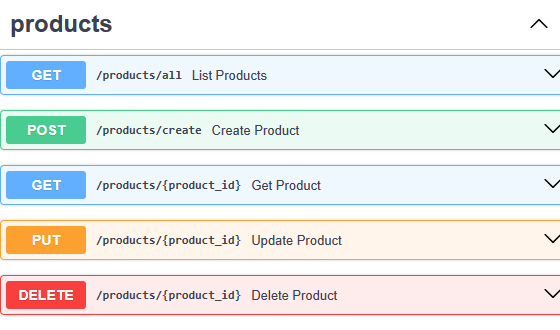 products
GET /products/all List Products
POST /products/create Create Product
GET /products/{product_id} Get Product
PUT /products/{product_id} Update Product
DELETE /products/{product_id} Delete Product